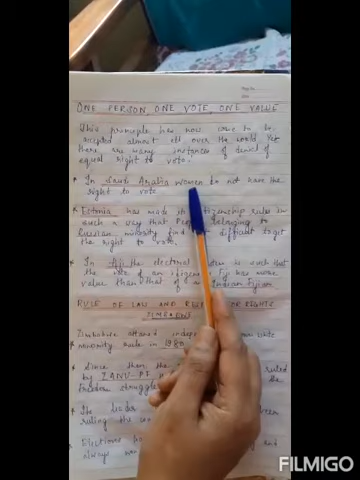 ONE PERSON, ONE VOTE, ONE VALUE
This principle has now come to be
accepted almost all over the world Yet
there are many instances of denial of
equal right to vote.
In Saudi Arabia women do not have the
right to vote
Estonia has made its citizenship rules in
such a way that People belonging to
Russian minority find it difficult to get
the right to vote.
In Fiji the electoral system is such that
the vote of an indigenous Fiji has more
value than that of Indian Fijian
RULE OF LAW AND RESPECT FOR RIGHTS
ZIMBABWE
Zimbabwe attained indepen white
minority rule in 1980
Since then the ruled
by ZANU-PF the
freedom struggle
Its leader been
ruling the
Elections and
always
FILMIGO